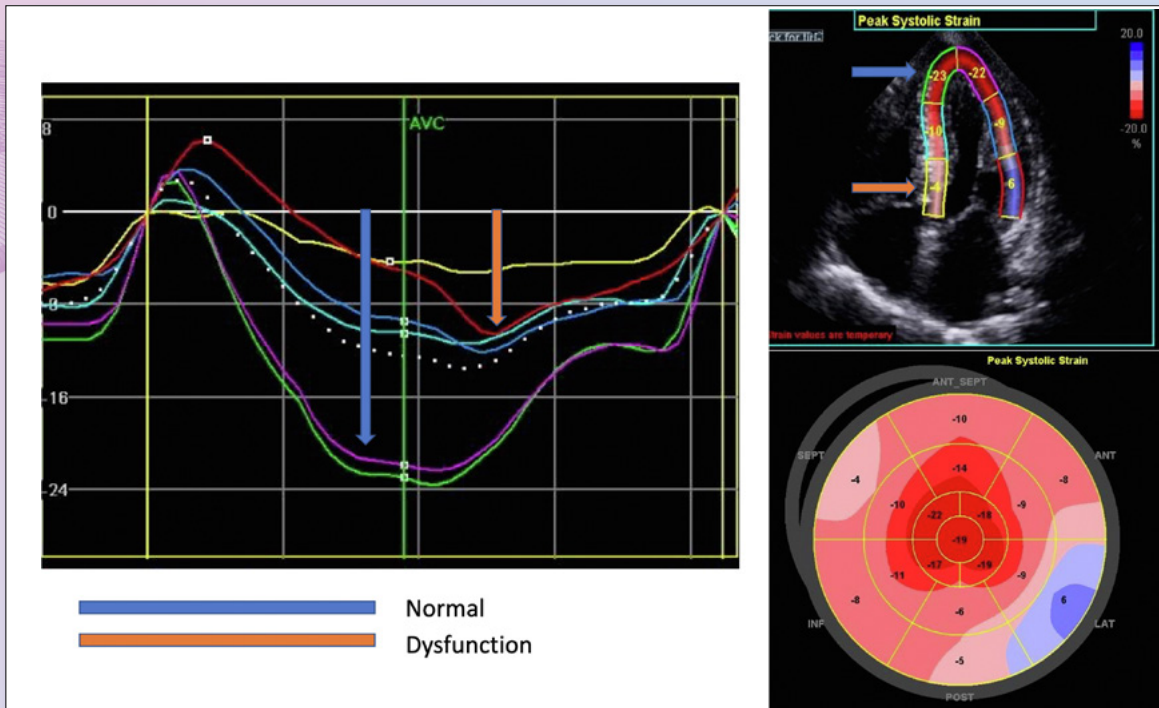 8
0
-8
-16
-24
AVC
Normal
Dysfunction
Peak Systolic Strain
20.0
-20.0
%
-23
-22
-10
-9
-4
6
Strain values are temporary
Peak Systolic Strain
ANT_SEPT
SEPT
ANT
-10
-4
-8
-14
-10
-9
-22
-18
-19
-17
-19
-11
-9
-8
6
-6
-5
INF
LAT
POST